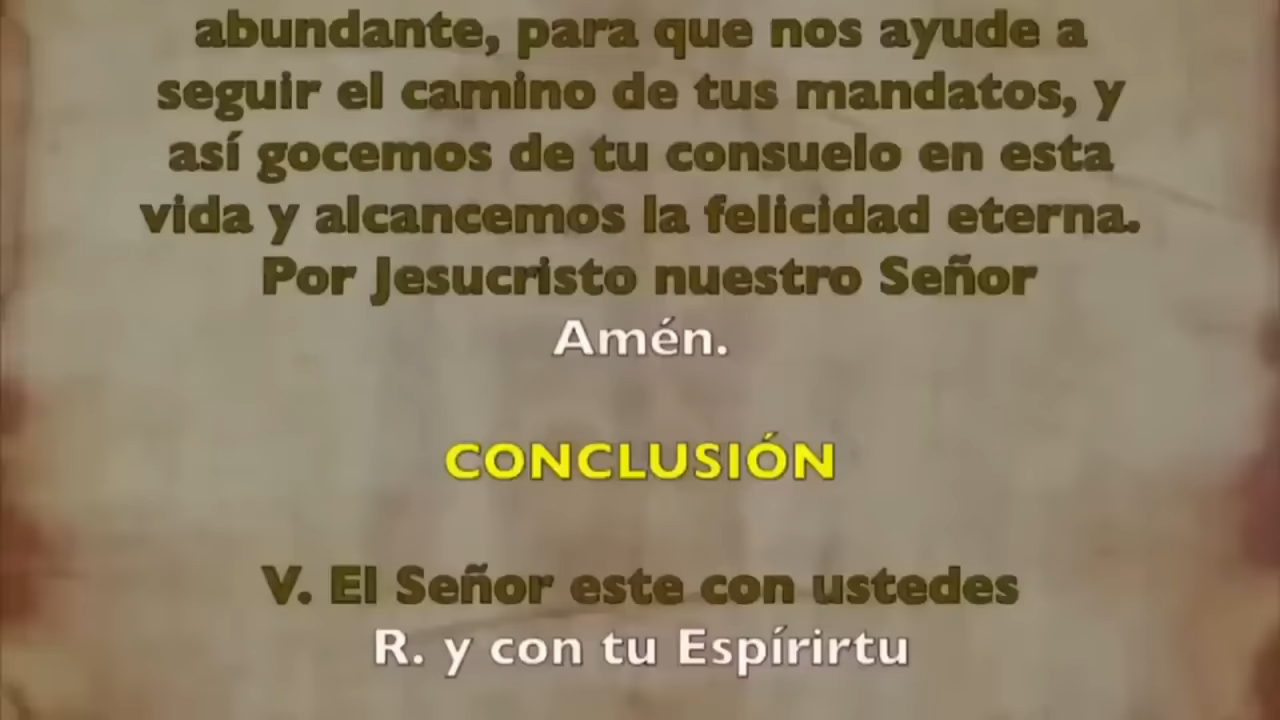 abundante, para que nos ayude a
seguir el camino de tus mandatos, y
así gocemos de tu consuelo en esta
vida y alcancemos la felicidad eterna.
Por Jesucristo nuestro Señor
Amén.
CONCLUSIÓN
V. El Señor este con ustedes
R. y con tu Espírirtu